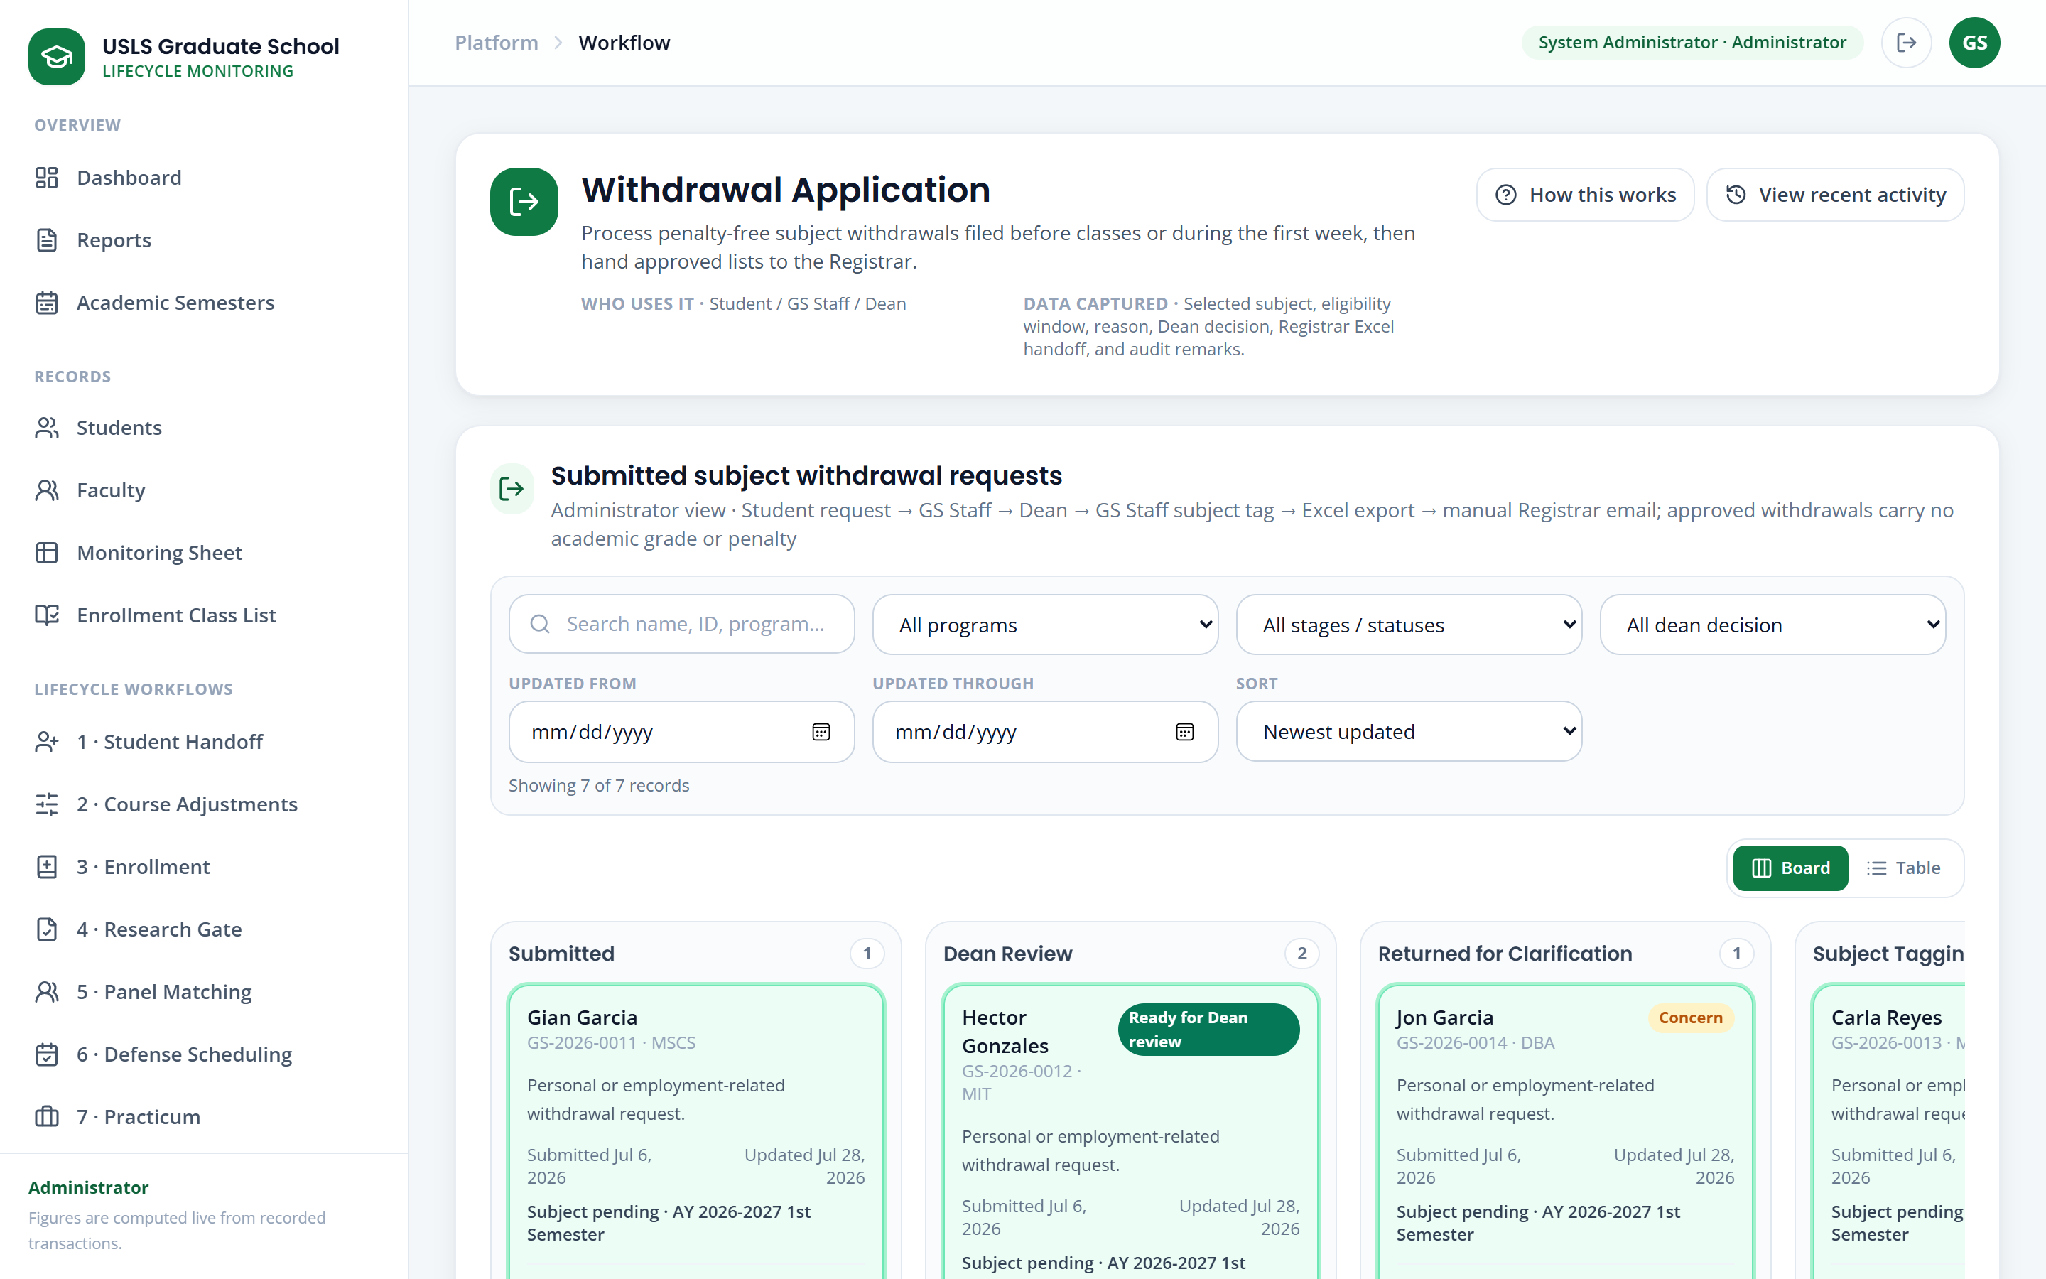 USLS Graduate School
LIFECYCLE MONITORING
OVERVIEW
Dashboard
Reports
Academic Semesters
RECORDS
Students
Faculty
Monitoring Sheet
Enrollment Class List
LIFECYCLE WORKFLOWS
1 · Student Handoff
2 · Course Adjustments
3 · Enrollment
4 · Research Gate
5 · Panel Matching
6 · Defense Scheduling
7 · Practicum
Administrator
Figures are computed live from recorded
transactions.
Platform
Workflow
System Administrator · Administrator
GS
Withdrawal Application
Process penalty-free subject withdrawals filed before classes or during the first week, then
hand approved lists to the Registrar.
WHO USES IT · Student / GS Staff / Dean
DATA CAPTURED · Selected subject, eligibility
window, reason, Dean decision, Registrar Excel
handoff, and audit remarks.
How this works
View recent activity
Submitted subject withdrawal requests
Administrator view · Student request → GS Staff → Dean → GS Staff subject tag → Excel export → manual Registrar email; approved withdrawals carry no
academic grade or penalty
Search name, ID, program...
All programs
All stages / statuses
All dean decision
UPDATED FROM
UPDATED THROUGH
SORT
mm/dd/yyyy
mm/dd/yyyy
Newest updated
Showing 7 of 7 records
Board
Table
Submitted
1
Gian Garcia
GS-2026-0011 · MSCS
Personal or employment-related
withdrawal request.
Submitted Jul 6,
2026
Updated Jul 28,
2026
Subject pending · AY 2026-2027 1st
Semester
Dean Review
2
Hector
Gonzales
GS-2026-0012 ·
MIT
Ready for Dean
review
Personal or employment-related
withdrawal request.
Submitted Jul 6,
2026
Updated Jul 28,
2026
Subject pending · AY 2026-2027 1st
Returned for Clarification
1
Jon Garcia
GS-2026-0014 · DBA
Concern
Personal or employment-related
withdrawal request.
Submitted Jul 6,
2026
Updated Jul 28,
2026
Subject pending · AY 2026-2027 1st
Semester
Subject Taggin
Carla Reyes
GS-2026-0013 ·
Personal or empl
withdrawal reque
Submitted Jul 6,
2026
Subject pending
Semester